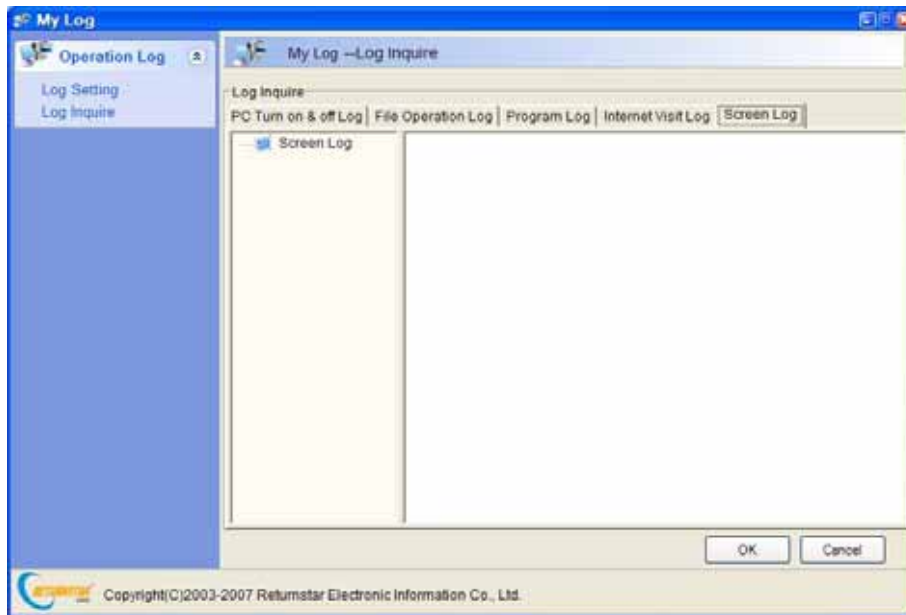 My Log
Operation Log
Log Setting
Log Inquire
My Log --Log Inquire
Log Inquire
PC Turn on & off Log File Operation Log Program Log Internet Visit Log Screen Log
Screen Log
OK Cancel
Copyright(C)2003-2007 Returnstar Electronic Information Co., Ltd.